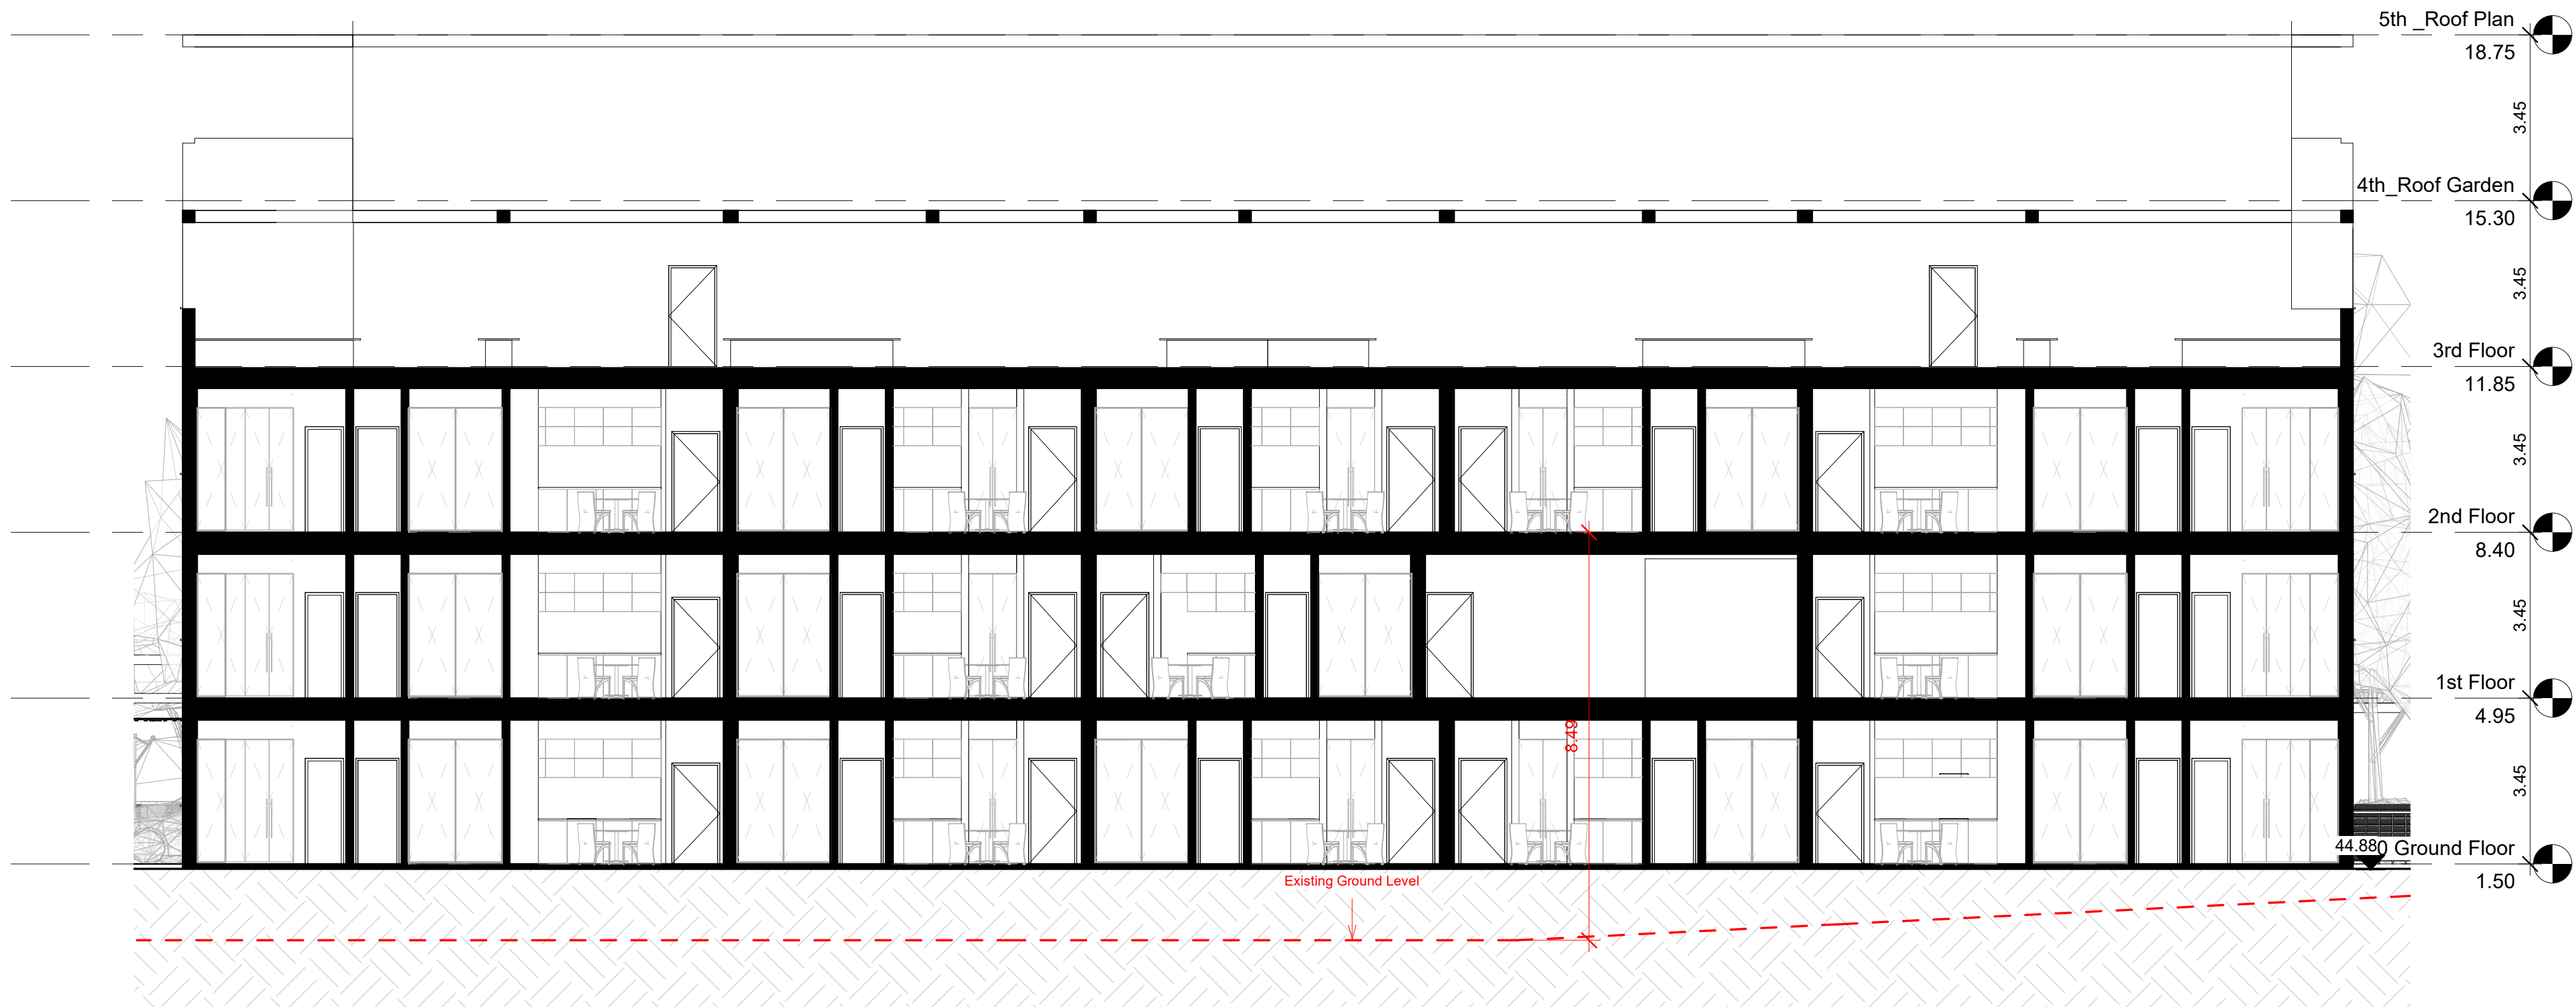 5th _Roof Plan
18.75
3.45
4th_Roof Garden
15.30
3.45
3rd Floor
11.85
3.45
2nd Floor
8.40
3.45
1st Floor
4.95
8.49
3.45
44.88
0 Ground Floor
1.50
Existing Ground Level